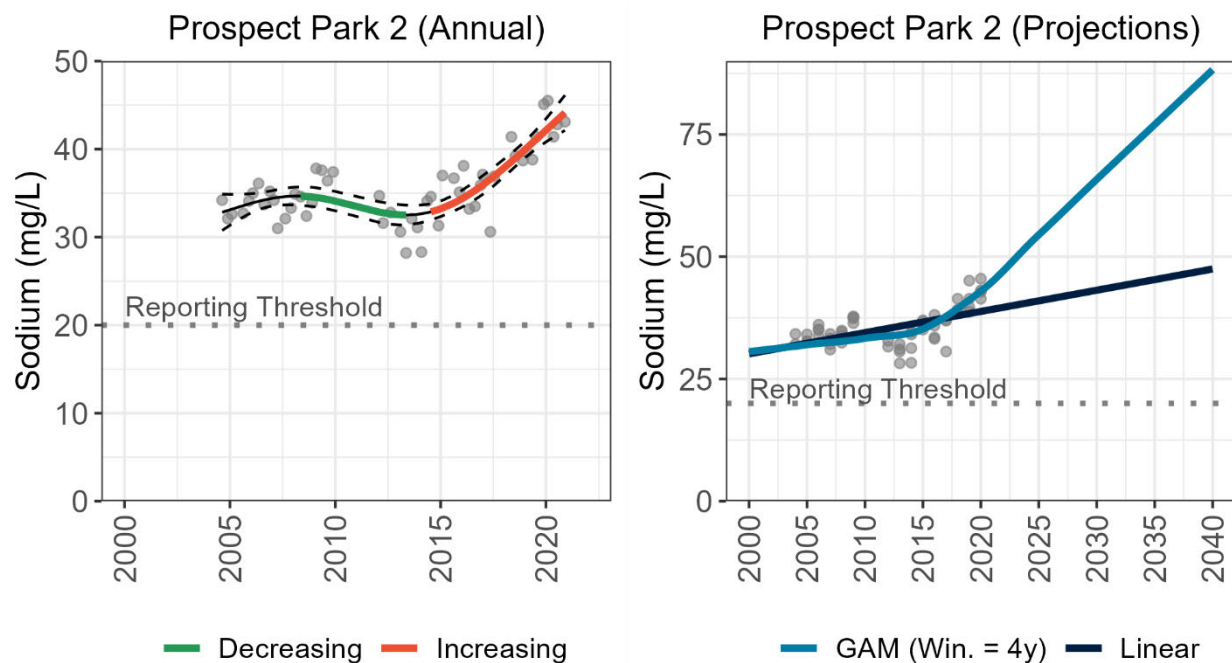 Prospect Park 2 (Annual)
Sodium (mg/L)
50
40
30
20
10
0
Reporting Threshold
2000
2005
2010
2015
2020
Decreasing
Increasing
Prospect Park 2 (Projections)
Sodium (mg/L)
75
50
25
0
Reporting Threshold
2000
2005
2010
2015
2020
2025
2030
2035
2040
GAM (Win. = 4y)
Linear